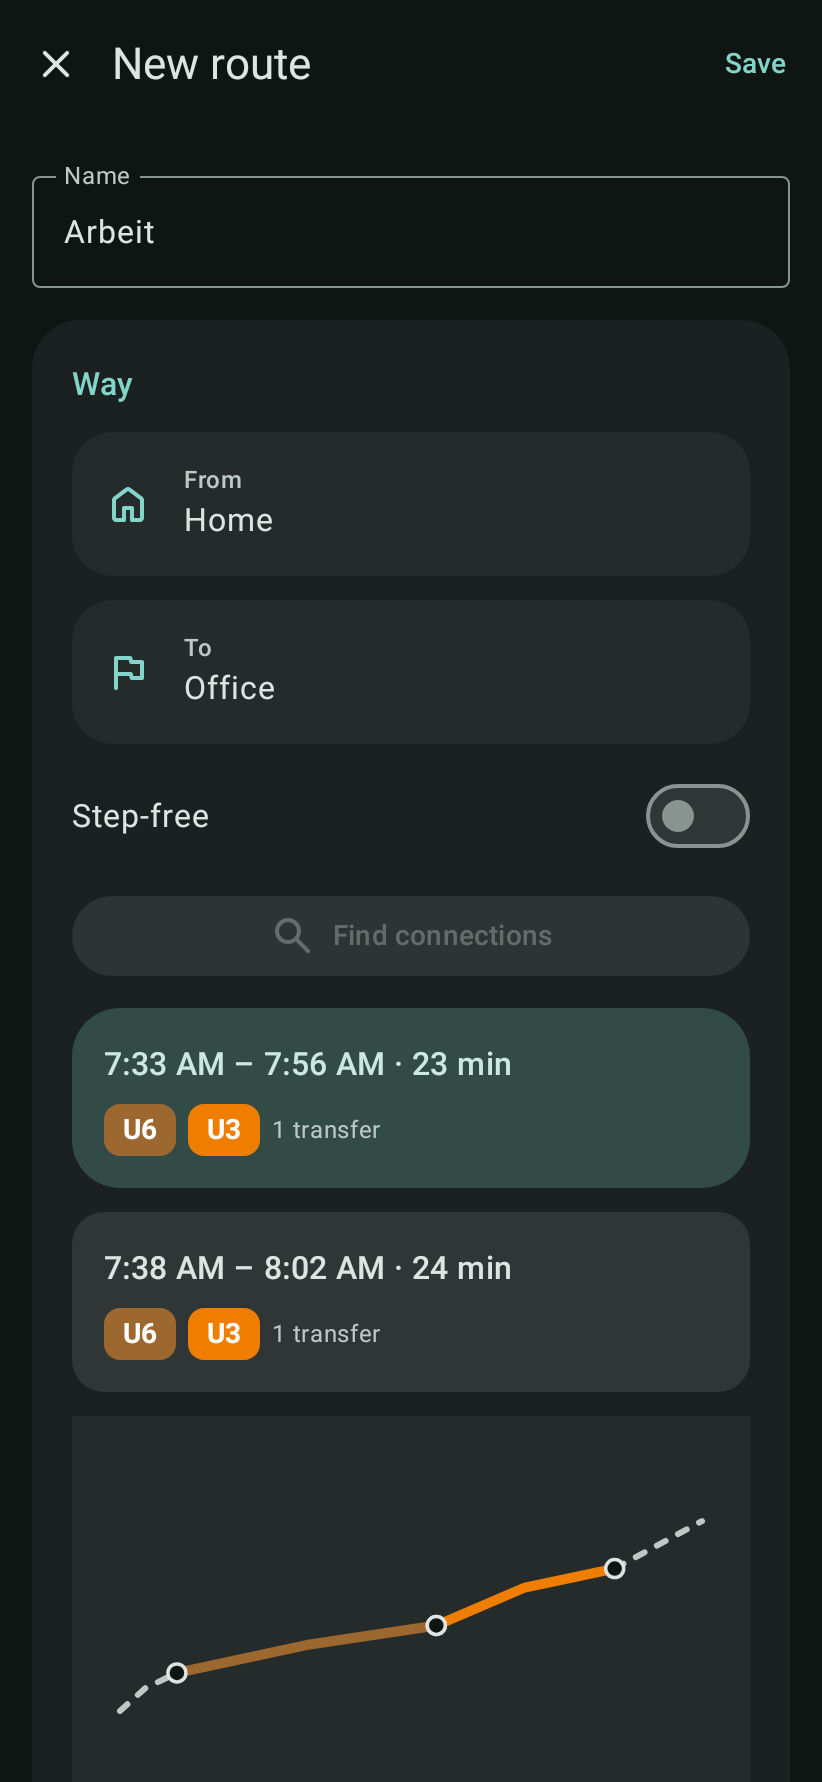 New route
Save
Name
Arbeit
Way
From
Home
To
Office
Step-free
Find connections
7:33 AM – 7:56 AM · 23 min
U6 U3 1 transfer
7:38 AM – 8:02 AM · 24 min
U6 U3 1 transfer